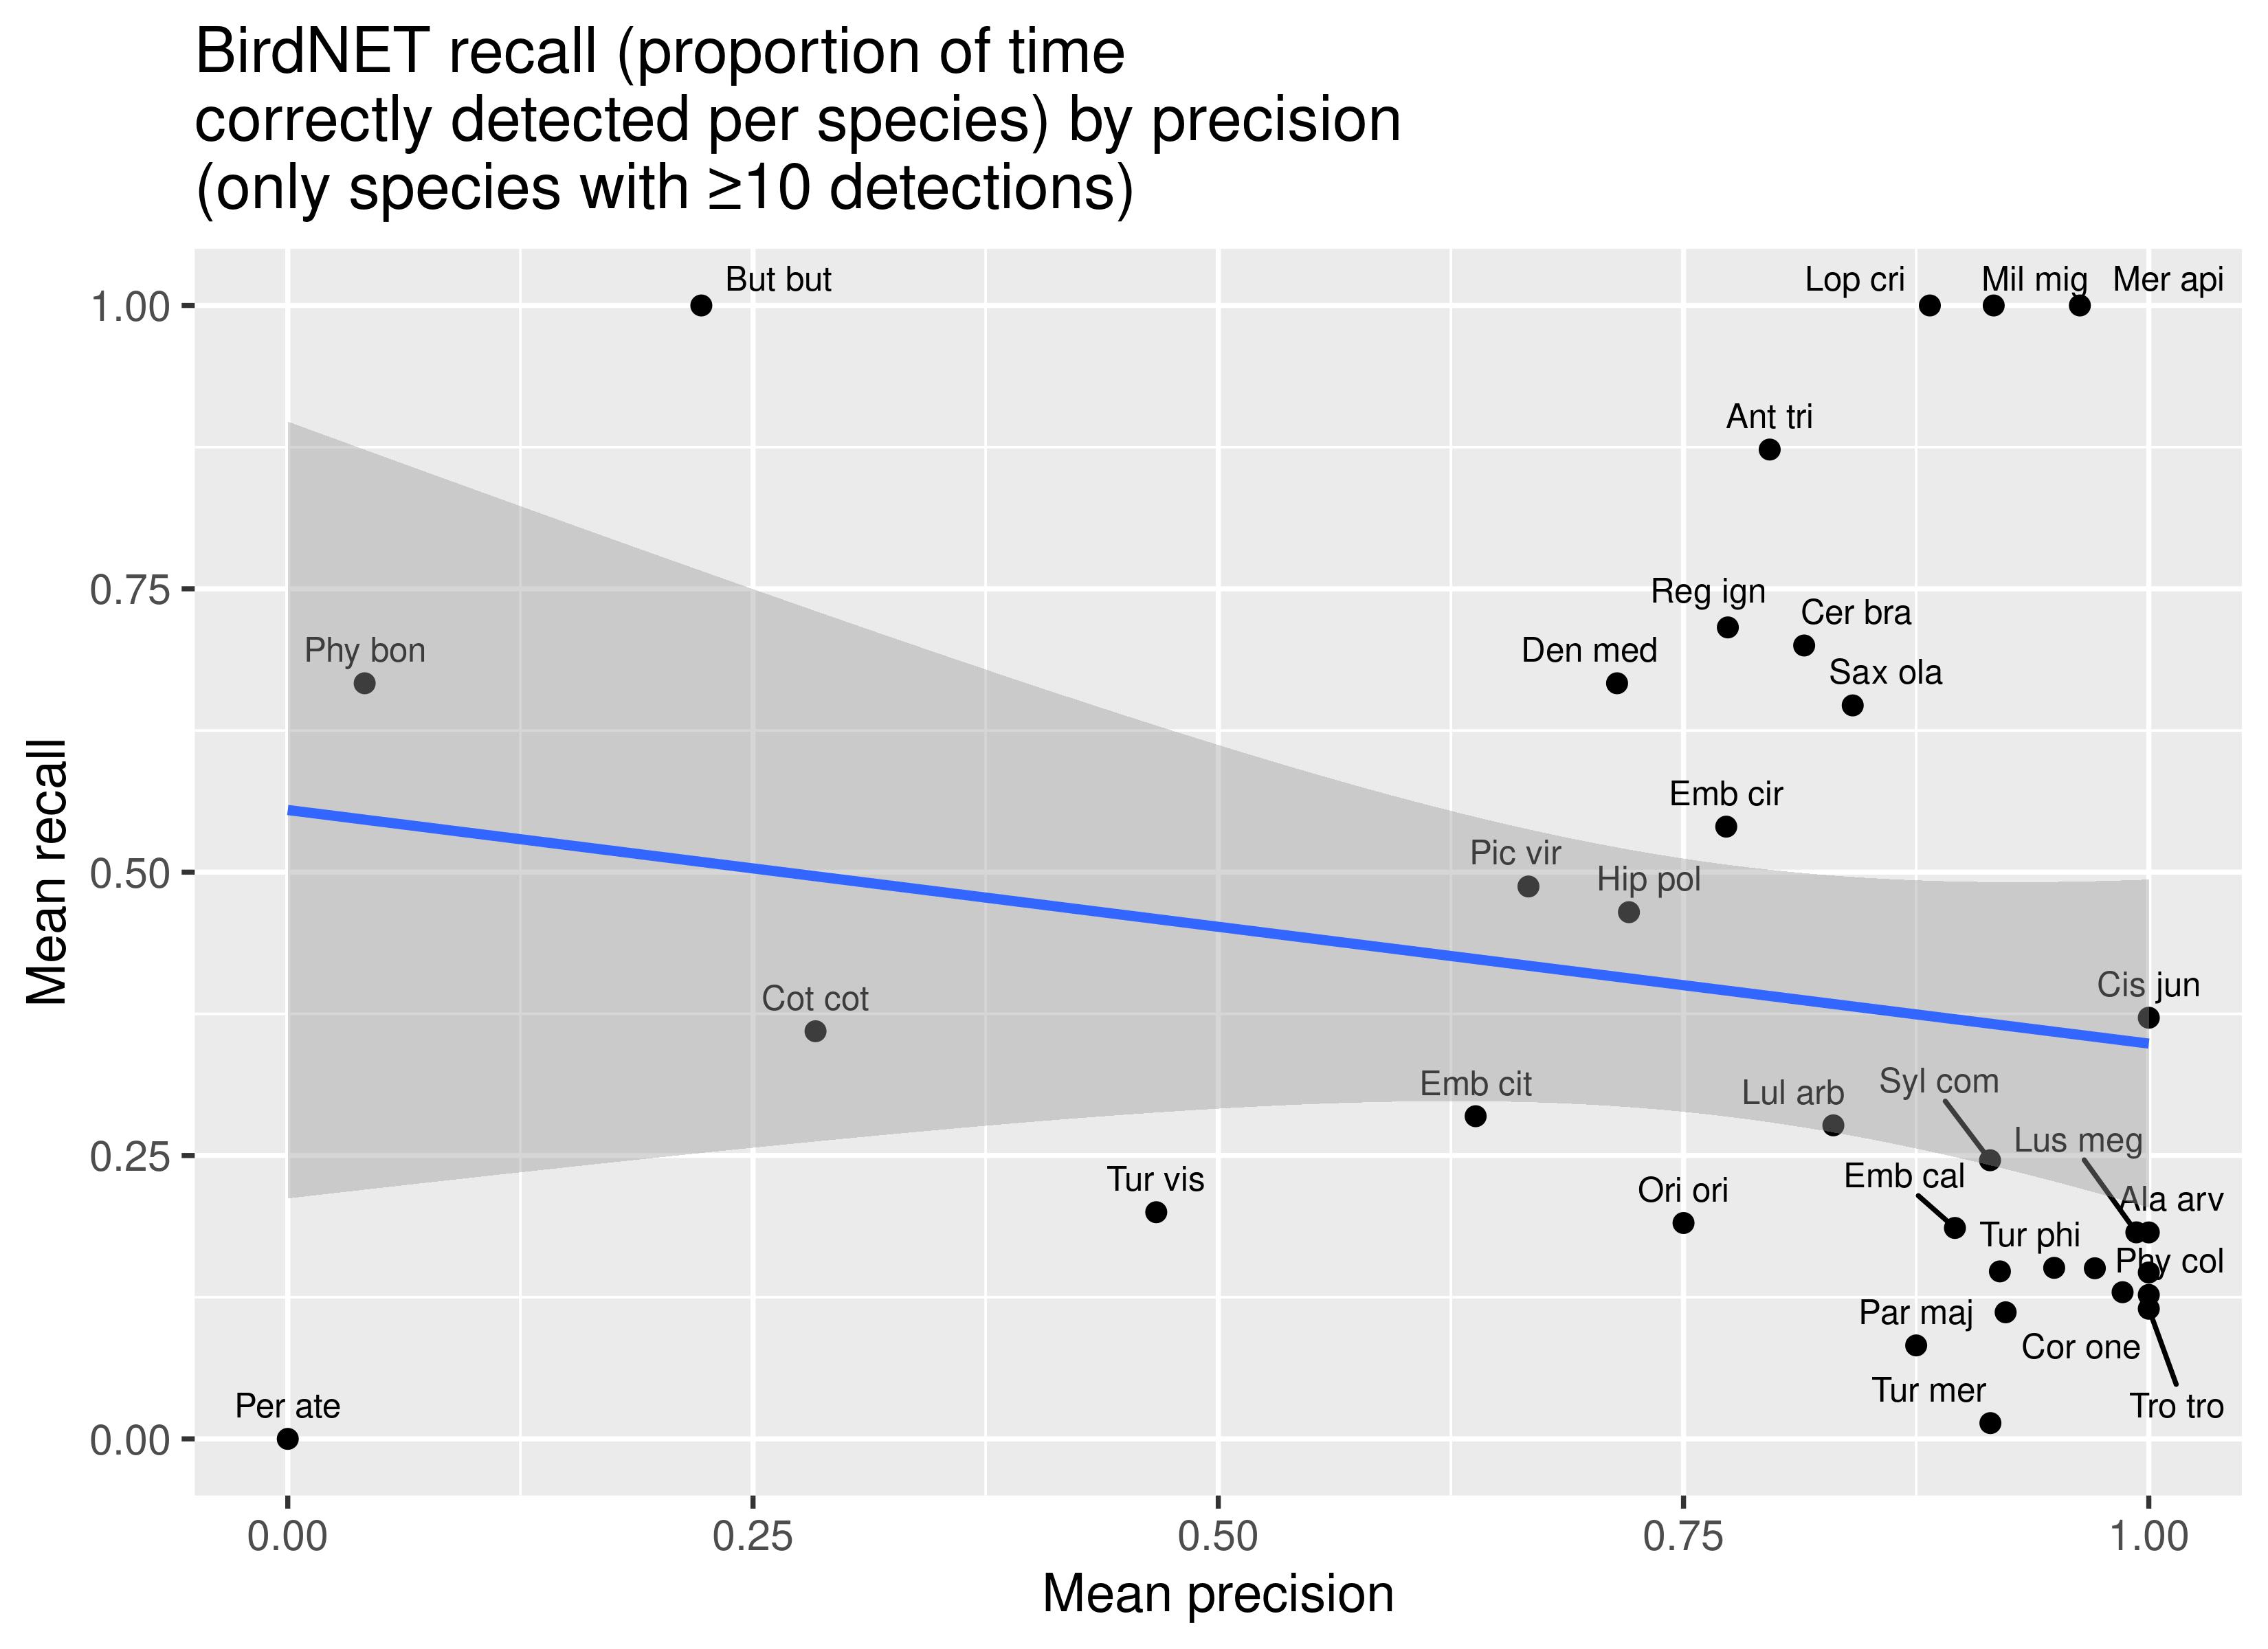 BirdNET recall (proportion of time
correctly detected per species) by precision
(only species with ≥10 detections)
But but
Lop cri
Mil mig
Mer api
1.00
Ant tri
0.75
Reg ign
Cer bra
Phy bon
Den med
Sax ola
Emb cir
Pic vir
0.50
Hip pol
Cis jun
Cot cot
Emb cit
Lul arb
Syl com
Lus meg
0.25
Emb cal
Tur vis
Ori ori
Ala arv
Tur phi
Phy col
Par maj
Cor one
Tur mer
Per ate
Tro tro
0.00
Mean recall
0.00
0.25
0.50
0.75
1.00
Mean precision